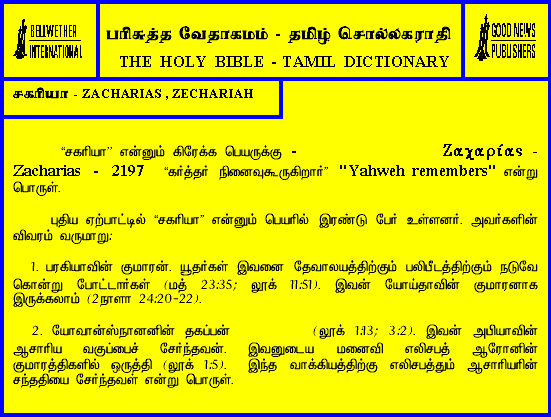 BELLWETHER
INTERNATIONAL
பரிசுத்த வேதாகமம் - தமிழ் சொல்லகராதி
THE HOLY BIBLE - TAMIL DICTIONARY
GOOD NEWS
PUBLISHERS
சகரியா - ZACHARIAS , ZECHARIAH
“சகரியா” என்னும் கிரேக்க பெயருக்கு - Ζαχαρίας -
Zacharias - 2197 “கர்த்தர் நினைவுகூருகிறார்” "Yahweh remembers" என்று
பொருள்.
புதிய ஏற்பாட்டில் “சகரியா” என்னும் பெயரில் இரண்டு பேர் உள்ளனர். அவர்களின்
விவரம் வருமாறு:
1. பரகியாவின் குமாரன். யூதர்கள் இவனை தேவாலயத்திற்கும் பலிபீடத்திற்கும் நடுவே
கொன்று போட்டார்கள் (மத் 23:35; லூக் 11:51). இவன் யோய்தாவின் குமாரனாக
இருக்கலாம் (2நாளா 24:20-22).
2. யோவான்ஸ்நானனின் தகப்பன் (லூக் 1:13; 3:2). இவன் அபியாவின்
ஆசாரிய வகுப்பைச் சேர்ந்தவன். இவனுடைய மனைவி எலிசபத் ஆரோனின்
குமாரத்திகளில் ஒருத்தி (லூக் 1:5). இந்த வாக்கியத்திற்கு எலிசபத்தும் ஆசாரியரின்
சந்ததியை சேர்ந்தவள் என்று பொருள்.